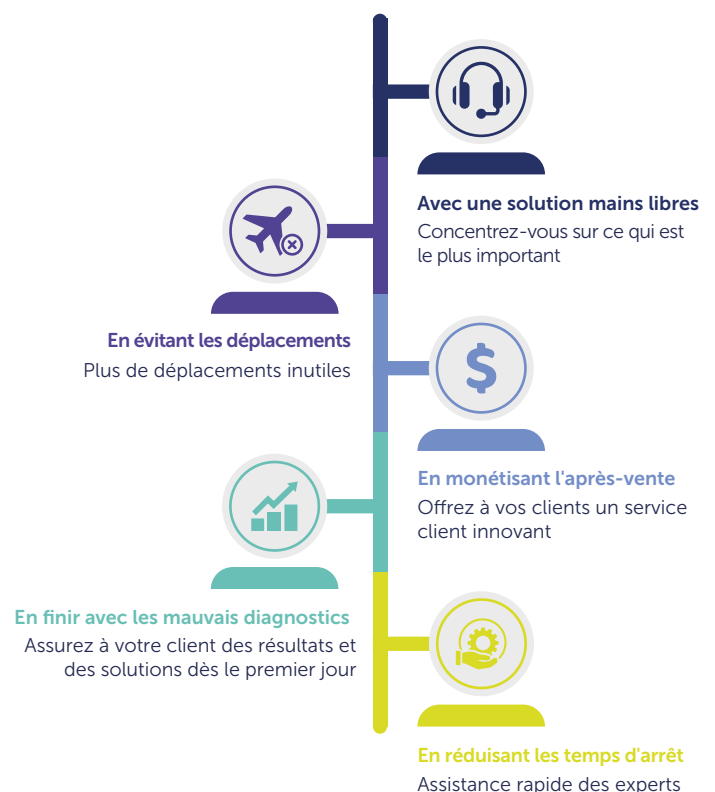 Avec une solution mains libres
Concentrez-vous sur ce qui est
le plus important
En évitant les déplacements
Plus de déplacements inutiles
$
En monétisant l'après-vente
Offrez à vos clients un service
client innovant
En finir avec les mauvais diagnostics
Assurez à votre client des résultats et
des solutions dès le premier jour
En réduisant les temps d'arrêt
Assistance rapide des experts